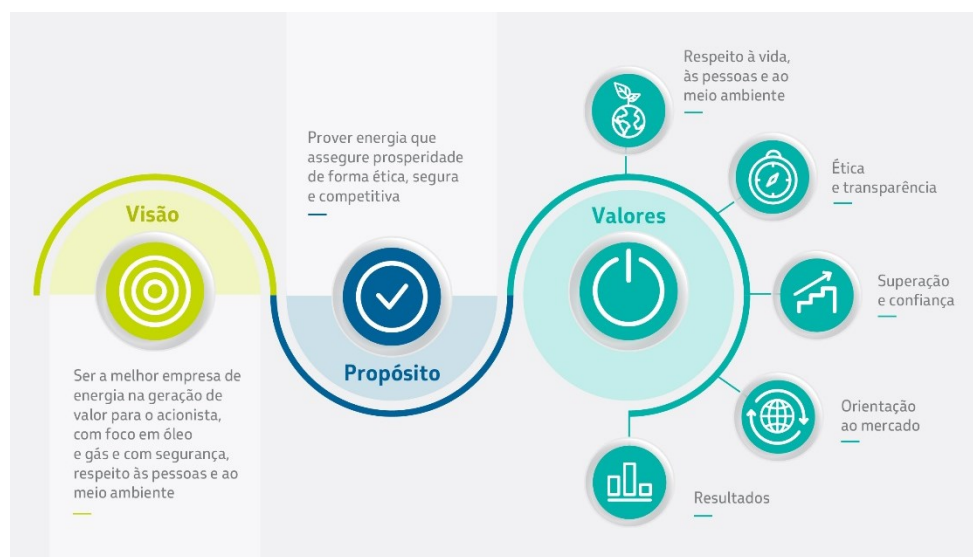 Visão
Ser a melhor empresa de
energia na geração de
valor para o acionista,
com foco em óleo
e gás e com segurança,
respeito às pessoas e ao
meio ambiente
Prover energia que
assegure prosperidade
de forma ética, segura
e competitiva
Propósito
Valores
Respeito à vida,
às pessoas e ao
meio ambiente
Ética
e transparência
Superação
e confiança
Orientação
ao mercado
Resultados